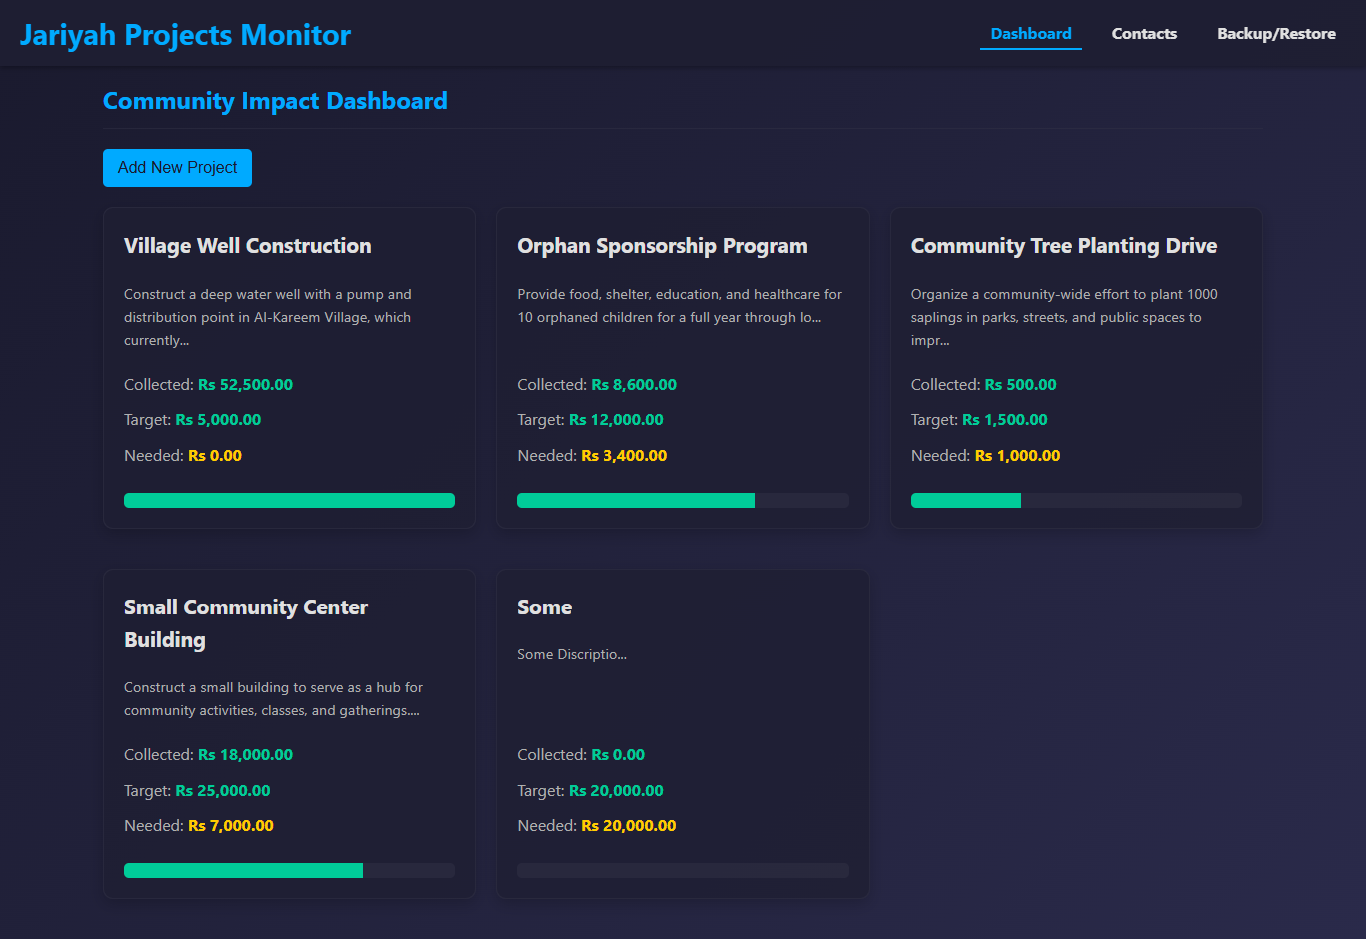 Jariyah Projects Monitor
Dashboard
Contacts
Backup/Restore
Community Impact Dashboard
Add New Project
Village Well Construction
Construct a deep water well with a pump and
distribution point in Al-Kareem Village, which
currently...
Collected: Rs 52,500.00
Target: Rs 5,000.00
Needed: Rs 0.00
Orphan Sponsorship Program
Provide food, shelter, education, and healthcare for
10 orphaned children for a full year through lo...
Collected: Rs 8,600.00
Target: Rs 12,000.00
Needed: Rs 3,400.00
Community Tree Planting Drive
Organize a community-wide effort to plant 1000
saplings in parks, streets, and public spaces to
impr...
Collected: Rs 500.00
Target: Rs 1,500.00
Needed: Rs 1,000.00
Small Community Center
Building
Construct a small building to serve as a hub for
community activities, classes, and gatherings....
Collected: Rs 18,000.00
Target: Rs 25,000.00
Needed: Rs 7,000.00
Some
Some Discriptio...
Collected: Rs 0.00
Target: Rs 20,000.00
Needed: Rs 20,000.00